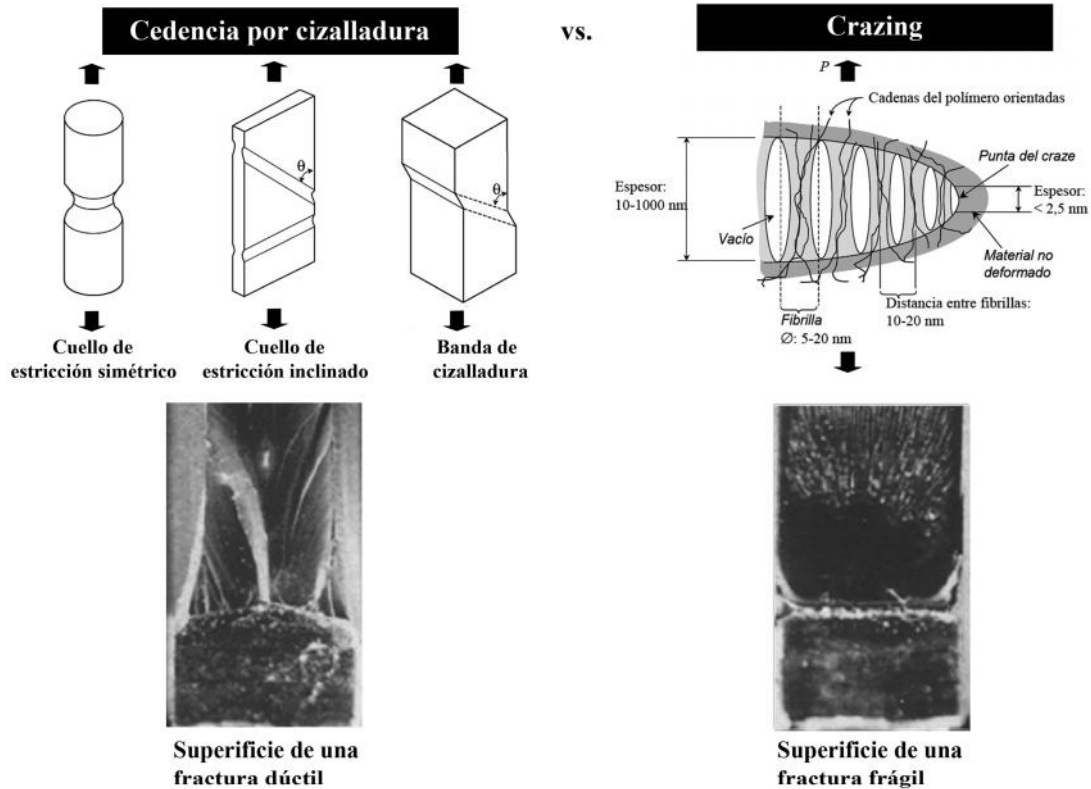 Cedencia por cizalladura
vs.
Crazing
θ
θ
Cuello de
estricción simétrico
Cuello de
estricción inclinado
Banda de
cizalladura
P
Cadenas del polímero orientadas
Espesor:
10-1000 nm
Vacío
Punta del craze
Espesor:
< 2,5 nm
Material no
deformado
Fibrilla
∅: 5-20 nm
Distancia entre fibrillas:
10-20 nm
Superificie de una
fractura dúctil
Superificie de una
fractura frágil